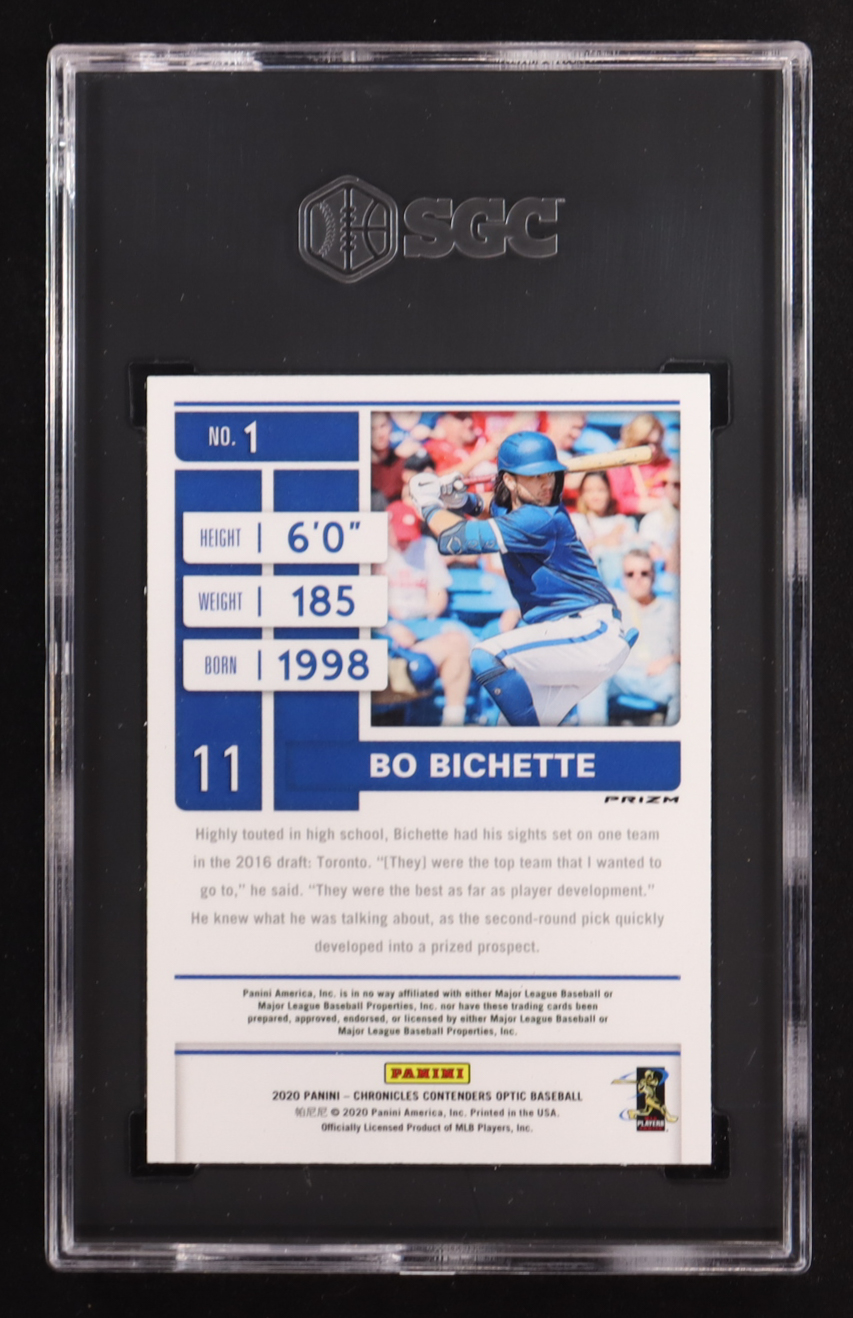 SGC
NO. 1
HEIGHT | 6'0"
WEIGHT | 185
BORN | 1998
11
BO BICHETTE
PRIZM
Highly touted in high school, Bichette had his sights set on one team
in the 2016 draft: Toronto. “[They] were the top team that I wanted to
go to,” he said. “They were the best as far as player development.”
He knew what he was talking about, as the second-round pick quickly
developed into a prized prospect.
Panini America, Inc. is in no way affiliated with either Major League Baseball or
Major League Baseball Properties, Inc. nor have these trading cards been
prepared, approved, endorsed, or licensed by either Major League Baseball or
Major League Baseball Properties, Inc.
PANINI
2020 PANINI – CHRONICLES CONTENDERS OPTIC BASEBALL
帕尼尼 © 2020 Panini America, Inc. Printed in the USA.
Officially Licensed Product of MLB Players, Inc.
PLAYERS